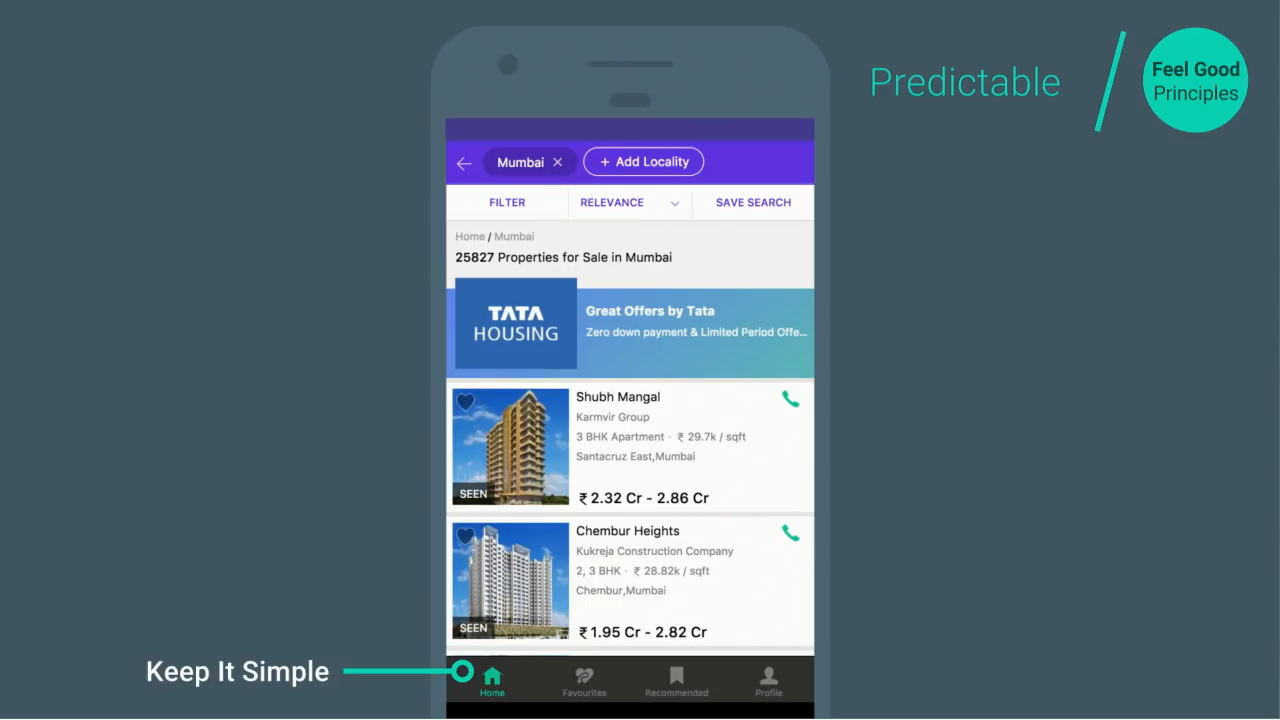 Predictable
Feel Good
Principles
Mumbai
+ Add Locality
FILTER
RELEVANCE
SAVE SEARCH
Home / Mumbai
25827 Properties for Sale in Mumbai
TATA
HOUSING
Great Offers by Tata
Zero down payment & Limited Period Offe...
Shubh Mangal
Karmvir Group
3 BHK Apartment · ₹ 29.7k / sqft
Santacruz East,Mumbai
SEEN
₹ 2.32 Cr - 2.86 Cr
Chembur Heights
Kukreja Construction Company
2, 3 BHK · ₹ 28.82k / sqft
Chembur,Mumbai
SEEN
₹ 1.95 Cr - 2.82 Cr
Keep It Simple
Home
Favourites
Recommended
Profile